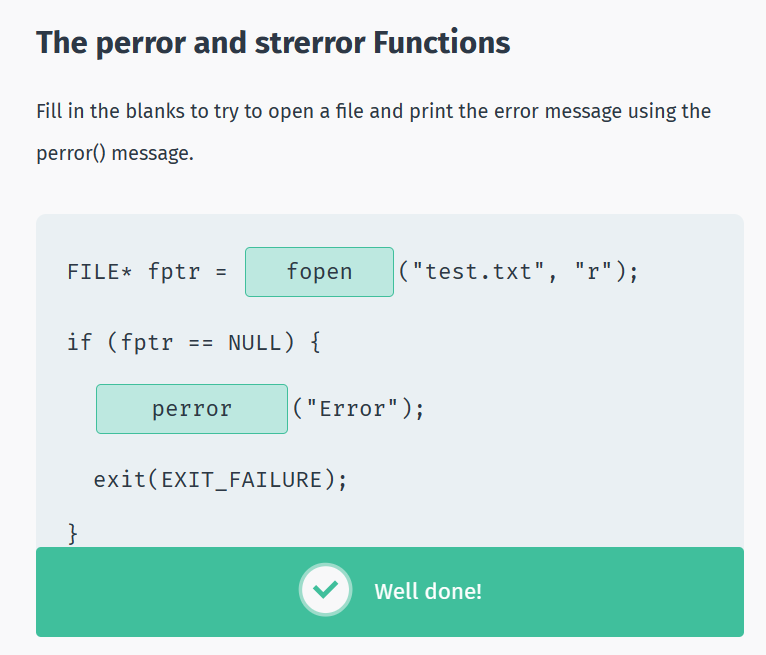 The perror and strerror Functions
Fill in the blanks to try to open a file and print the error message using the
perror() message.
FILE* fptr = fopen("test.txt", "r");
if (fptr == NULL) {
perror("Error");
exit(EXIT_FAILURE);
}
Well done!